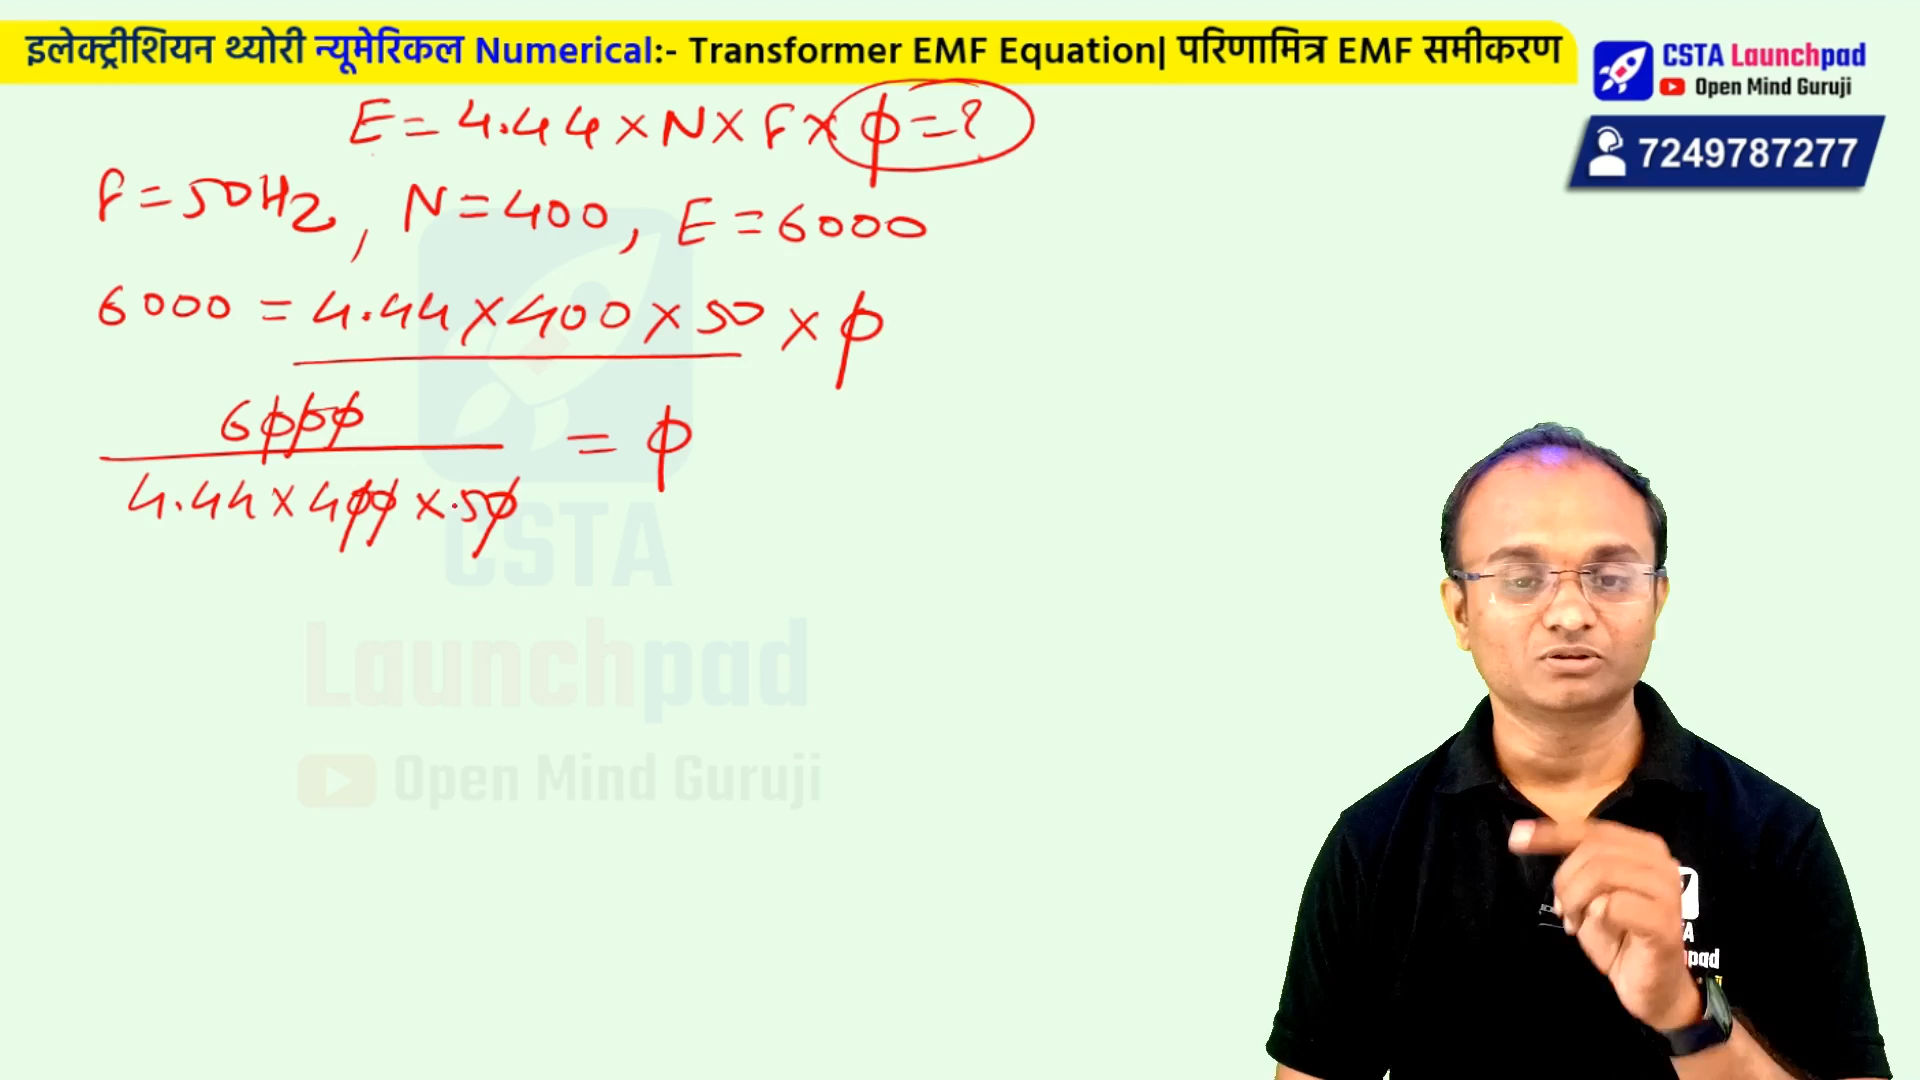 इलेक्ट्रीशियन थ्योरी न्यूमेरिकल Numerical:- Transformer EMF Equation| परिणामित्र EMF समीकरण
CSTA Launchpad
Open Mind Guruji
7249787277
E = 4.44 × N × F × φ = ?
F = 50Hz, N = 400, E = 6000
6000 = 4.44 × 400 × 50 × φ
6000
4.44 × 400 × 50
= φ
CSTA
Launchpad
Open Mind Guruji